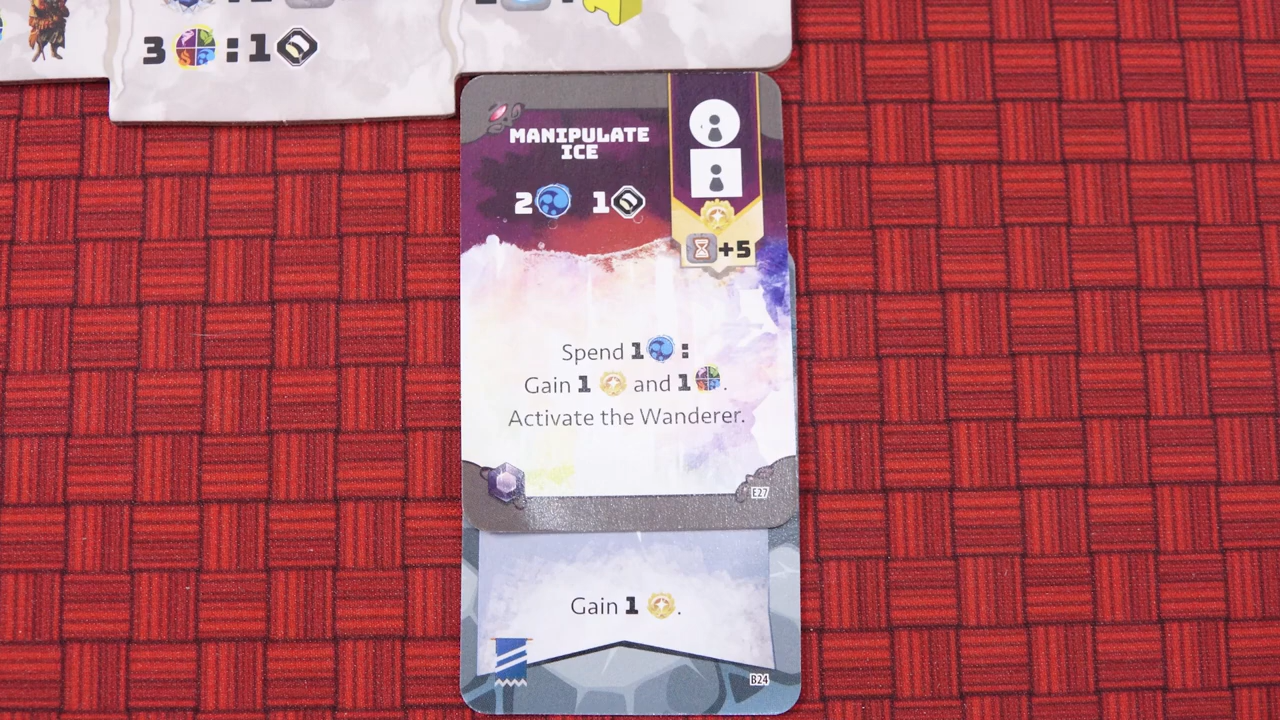 3 : 1
MANIPULATE
ICE
2 1
+5
Spend 1 :
Gain 1 and 1 .
Activate the Wanderer.
E27
Gain 1 .
B24